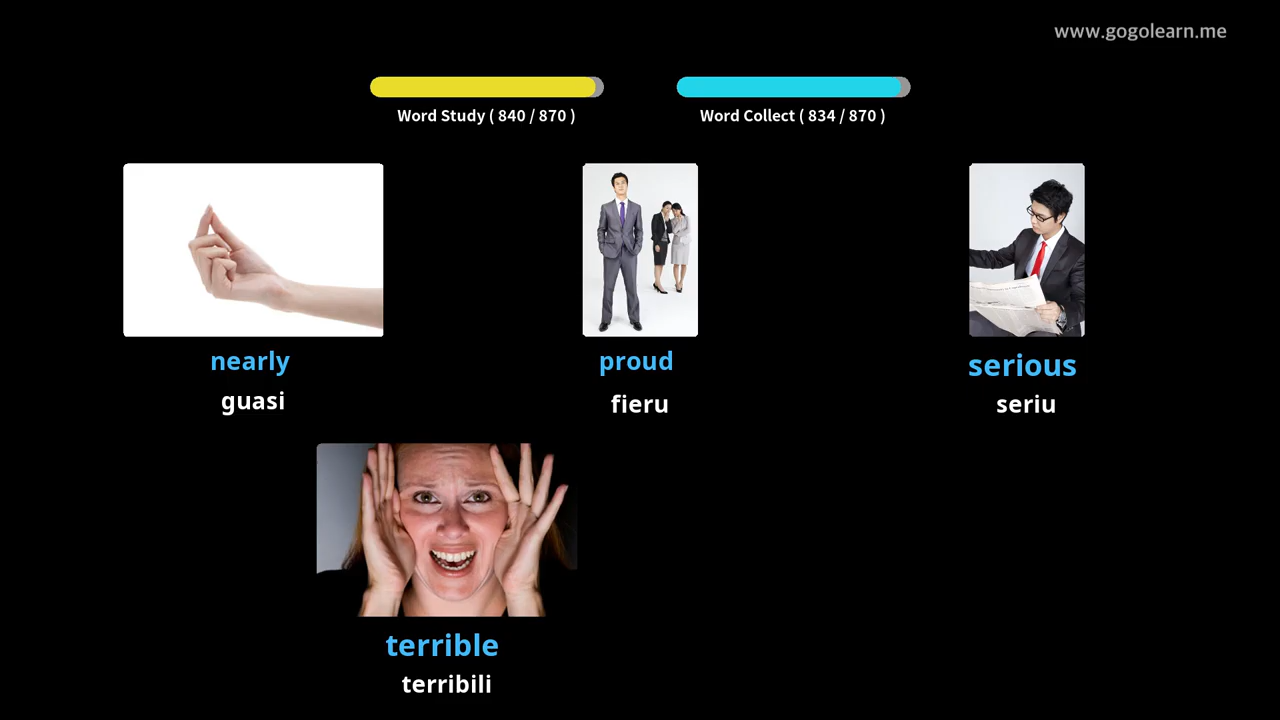 www.gogolearn.me
Word Study ( 840 / 870 )
Word Collect ( 834 / 870 )
nearly
guasi
proud
fieru
serious
seriu
terrible
terribili